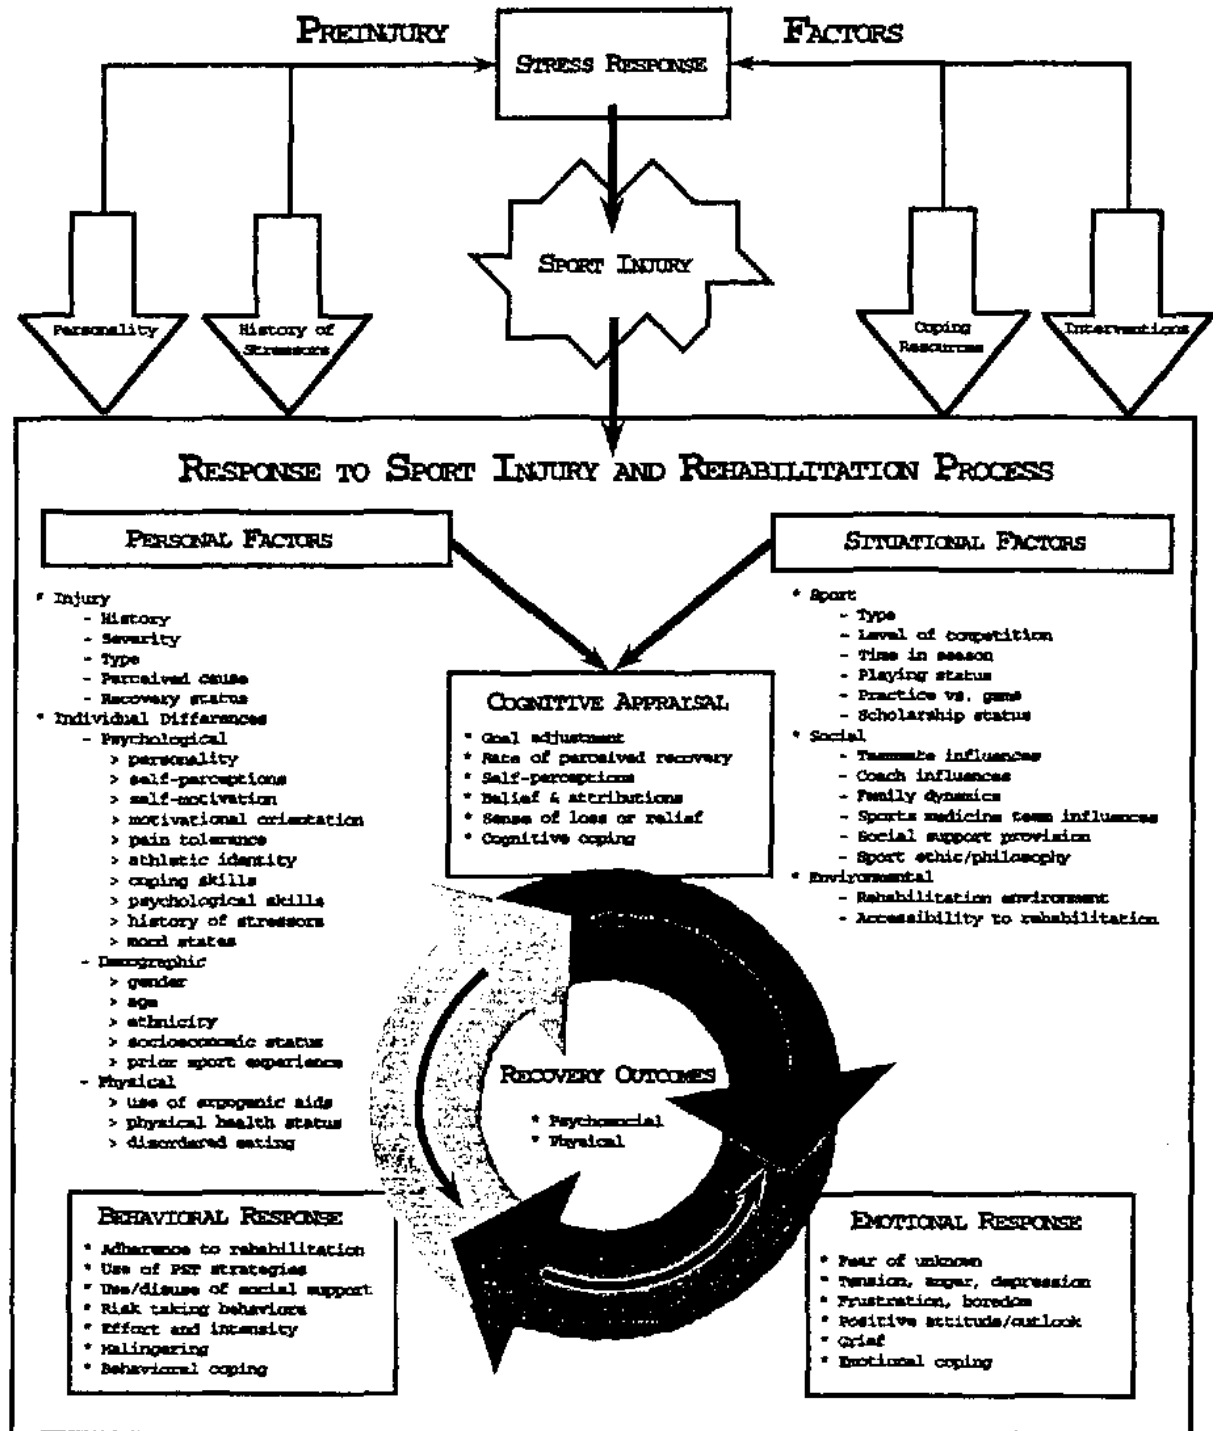 PREINJURY
FACTORS
STRESS RESPONSE
SPORT INJURY
Personality
History of
Stressors
Coping
Resources
Interventions
RESPONSE TO SPORT INJURY AND REHABILITATION PROCESS
PERSONAL FACTORS
* Injury
- History
- Severity
- Type
- Perceived cause
- Recovery status
* Individual Differences
- Psychological
> personality
> self-perceptions
> self-motivation
> motivational orientation
> pain tolerance
> athletic identity
> coping skills
> psychological skills
> history of stressors
> mood states
- Demographic
> gender
> age
> ethnicity
> socioeconomic status
> prior sport experience
- Physical
> use of ergogenic aids
> physical health status
> disordered eating
SITUATIONAL FACTORS
* Sport
- Type
- Level of competition
- Time in season
- Playing status
- Practice vs. game
- Scholarship status
* Social
- Teammate influences
- Coach influences
- Family dynamics
- Sports medicine team influences
- Social support provision
- Sport ethic/philosophy
* Environmental
- Rehabilitation environment
- Accessibility to rehabilitation
COGNITIVE APPRAISAL
* Goal adjustment
* Rate of perceived recovery
* Self-perceptions
* Belief & attributions
* Sense of loss or relief
* Cognitive coping
RECOVERY OUTCOMES
* Psychosocial
* Physical
BEHAVIORAL RESPONSE
* Adherence to rehabilitation
* Use of PST strategies
* Use/disuse of social support
* Risk taking behaviors
* Effort and intensity
* Malingering
* Behavioral coping
EMOTIONAL RESPONSE
* Fear of unknown
* Tension, anger, depression
* Frustration, boredom
* Positive attitude/outlook
* Grief
* Emotional coping